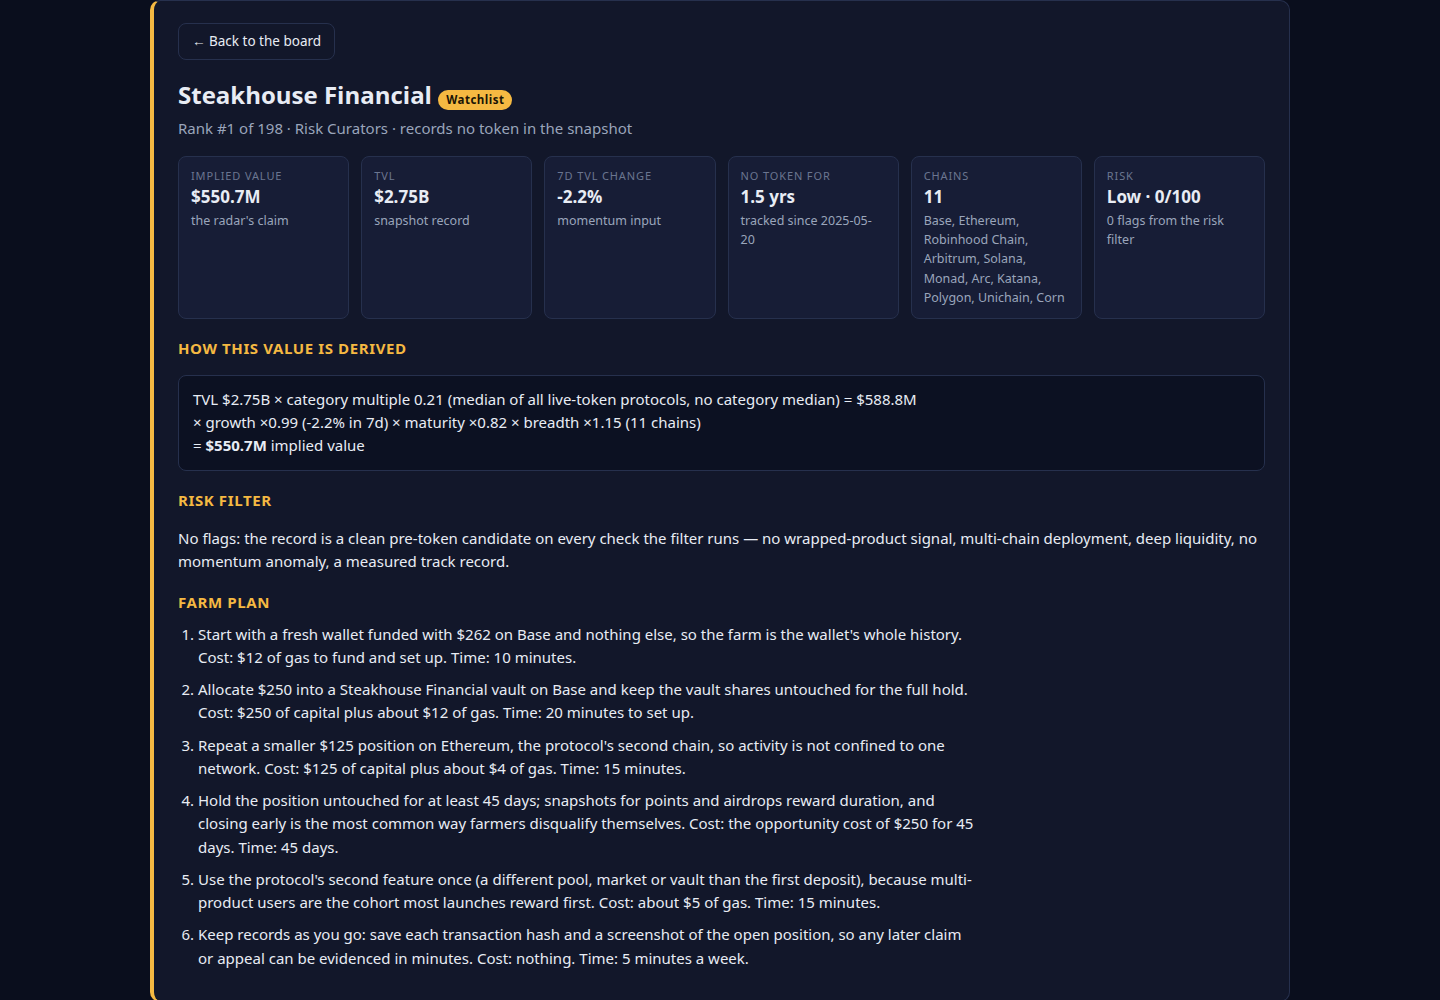 ← Back to the board
Steakhouse Financial Watchlist
Rank #1 of 198 · Risk Curators · records no token in the snapshot
IMPLIED VALUE
$550.7M
the radar's claim
TVL
$2.75B
snapshot record
7D TVL CHANGE
-2.2%
momentum input
NO TOKEN FOR
1.5 yrs
tracked since 2025-05-
20
CHAINS
11
Base, Ethereum,
Robinhood Chain,
Arbitrum, Solana,
Monad, Arc, Katana,
Polygon, Unichain, Corn
RISK
Low · 0/100
0 flags from the risk
filter
HOW THIS VALUE IS DERIVED
TVL $2.75B × category multiple 0.21 (median of all live-token protocols, no category median) = $588.8M
× growth ×0.99 (-2.2% in 7d) × maturity ×0.82 × breadth ×1.15 (11 chains)
= $550.7M implied value
RISK FILTER
No flags: the record is a clean pre-token candidate on every check the filter runs — no wrapped-product signal, multi-chain deployment, deep liquidity, no
momentum anomaly, a measured track record.
FARM PLAN
1. Start with a fresh wallet funded with $262 on Base and nothing else, so the farm is the wallet's whole history.
Cost: $12 of gas to fund and set up. Time: 10 minutes.
2. Allocate $250 into a Steakhouse Financial vault on Base and keep the vault shares untouched for the full hold.
Cost: $250 of capital plus about $12 of gas. Time: 20 minutes to set up.
3. Repeat a smaller $125 position on Ethereum, the protocol's second chain, so activity is not confined to one
network. Cost: $125 of capital plus about $4 of gas. Time: 15 minutes.
4. Hold the position untouched for at least 45 days; snapshots for points and airdrops reward duration, and
closing early is the most common way farmers disqualify themselves. Cost: the opportunity cost of $250 for 45
days. Time: 45 days.
5. Use the protocol's second feature once (a different pool, market or vault than the first deposit), because multi-
product users are the cohort most launches reward first. Cost: about $5 of gas. Time: 15 minutes.
6. Keep records as you go: save each transaction hash and a screenshot of the open position, so any later claim
or appeal can be evidenced in minutes. Cost: nothing. Time: 5 minutes a week.